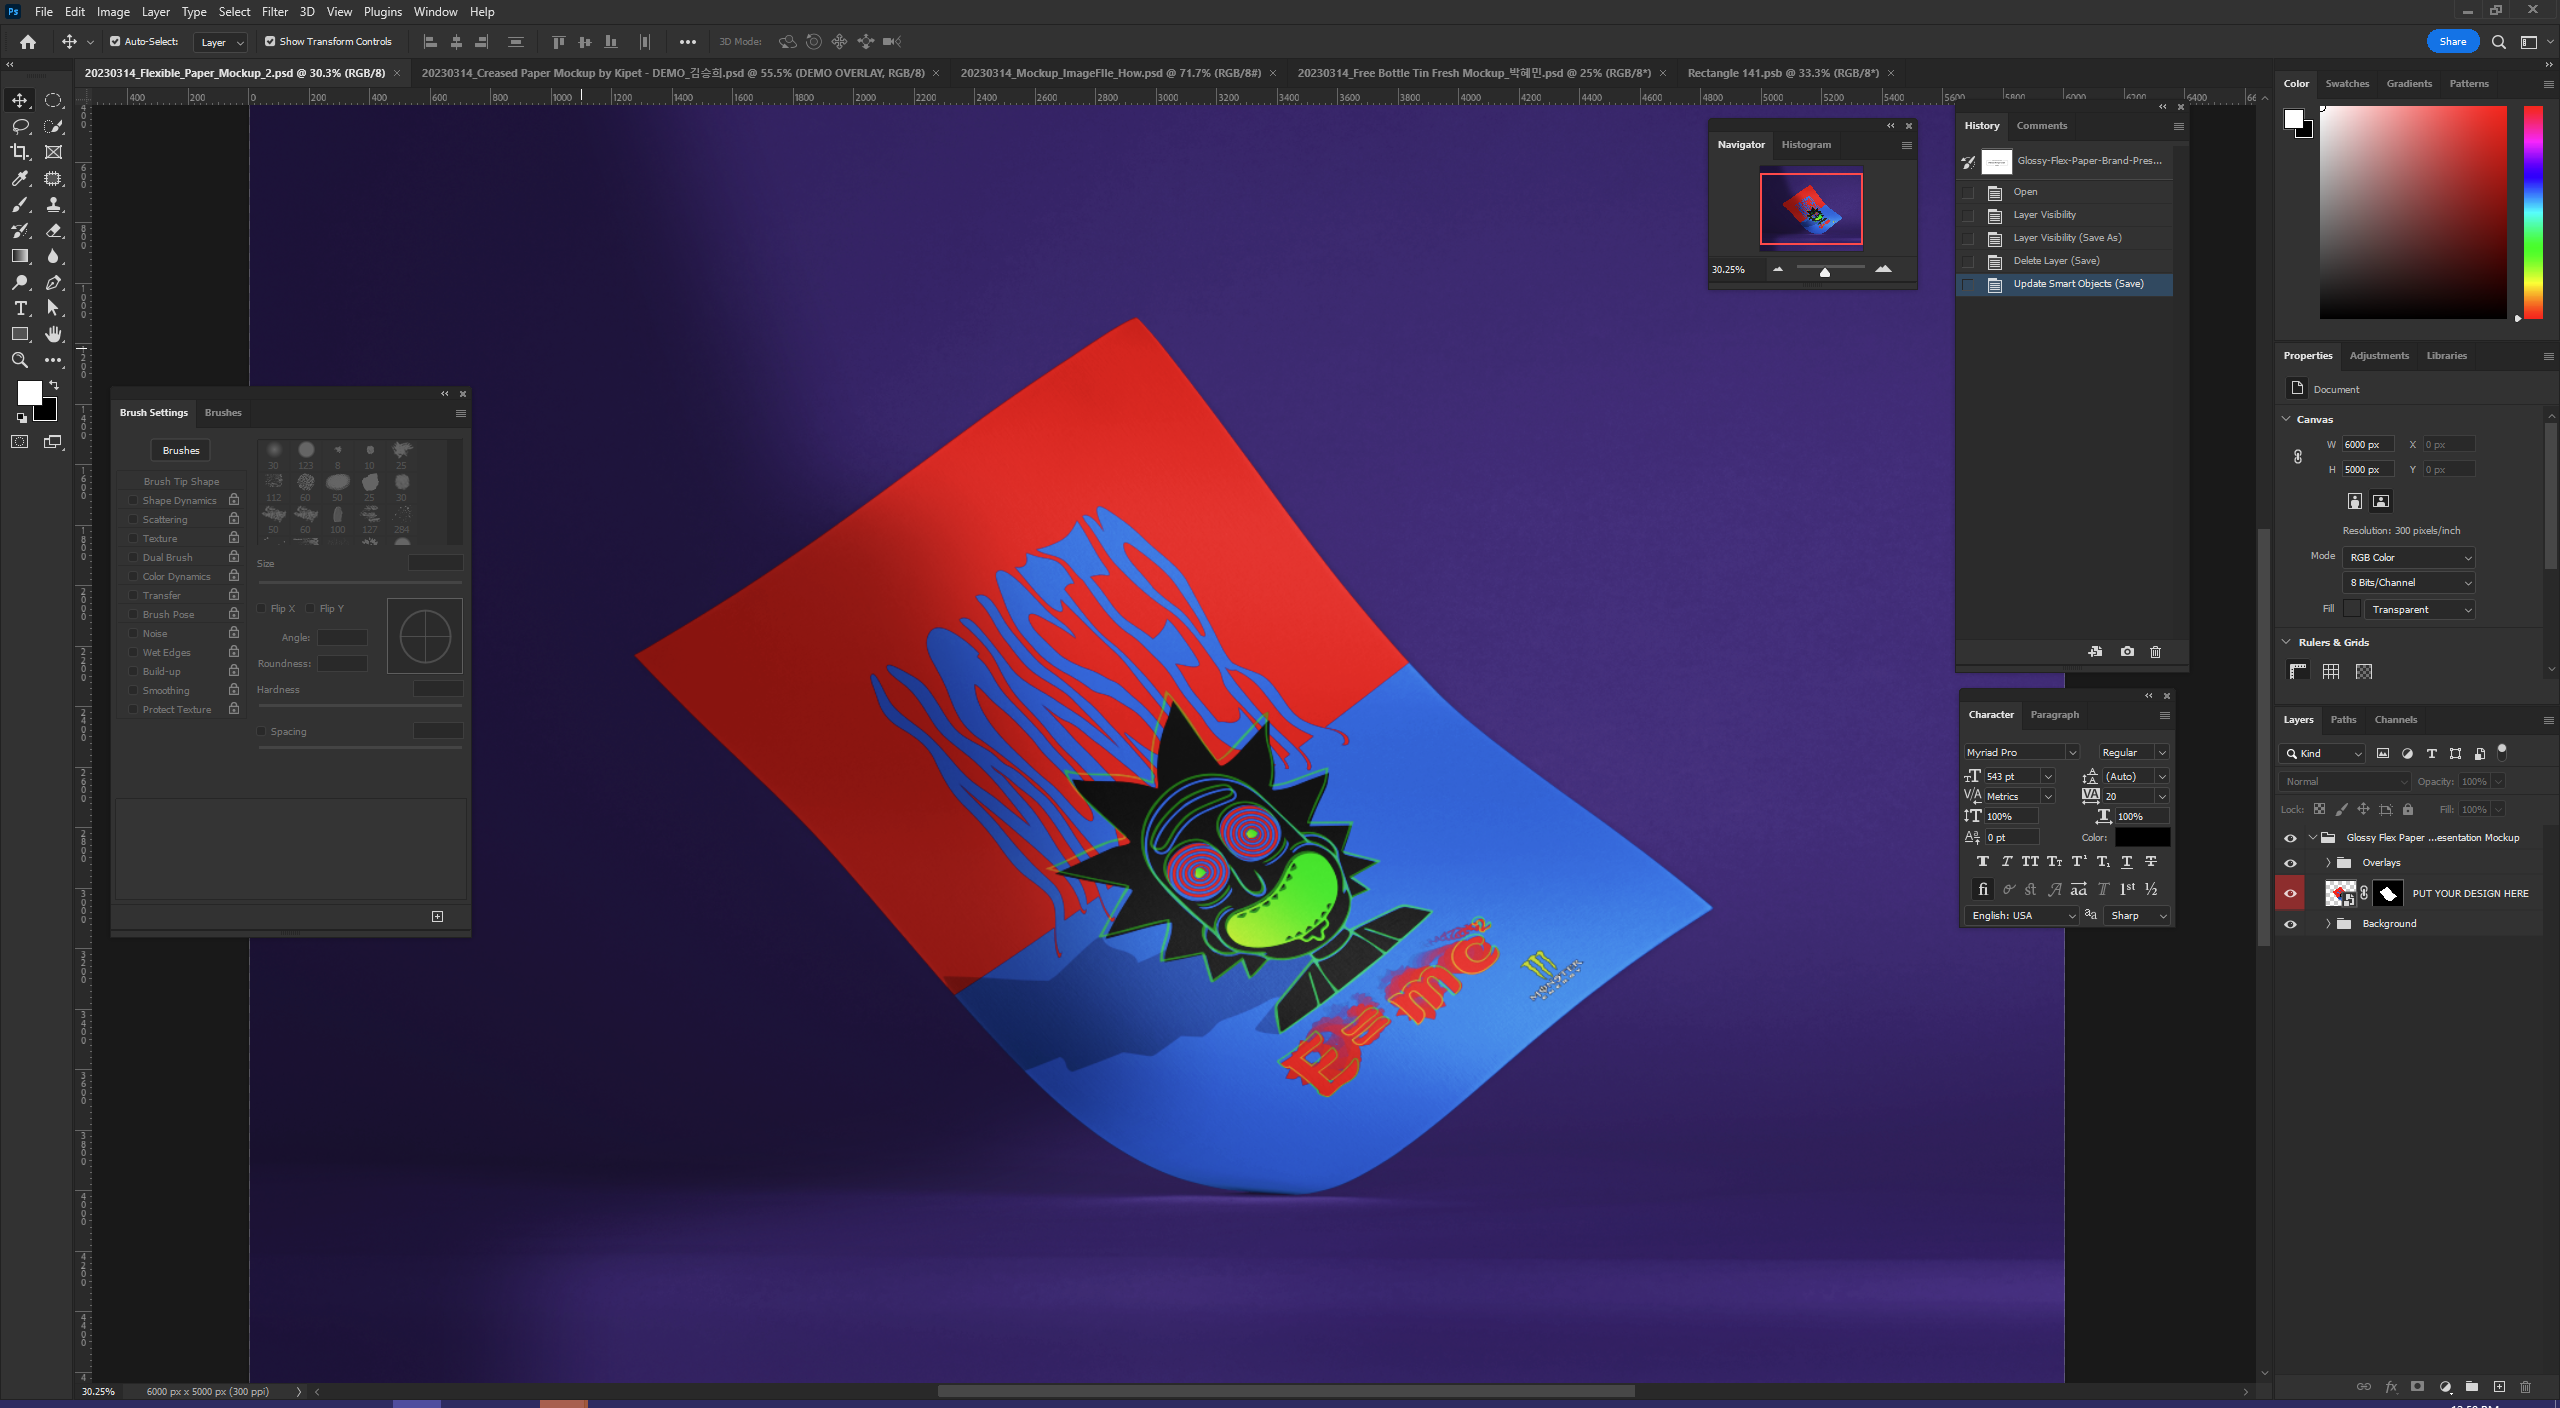 Ps File Edit Image Layer Type Select Filter 3D View Plugins Window Help
Auto-Select: Layer Show Transform Controls 3D Mode: Share
20230314_Flexible_Paper_Mockup_2.psd @ 30.3% (RGB/8) × 20230314_Creased Paper Mockup by Kipet - DEMO_김승희.psd @ 55.5% (DEMO OVERLAY, RGB/8) × 20230314_Mockup_ImageFIle_How.psd @ 71.7% (RGB/8#) × 20230314_Free Bottle Tin Fresh Mockup_박혜민.psd @ 25% (RGB/8*) × Rectangle 141.psb @ 33.3% (RGB/8*) ×
400 200 0 200 400 600 800 1000 1200 1400 1600 1800 2000 2200 2400 2600 2800 3000 3200 3400 3600 3800 4000 4200 4400 4600 4800 5000 5200 5400 5600 5800 6000 6200 6400
Navigator Histogram
30.25%
History Comments
Glossy-Flex-Paper-Brand-Pres...
Open
Layer Visibility
Layer Visibility (Save As)
Delete Layer (Save)
Update Smart Objects (Save)
Brush Settings Brushes
Brushes
Brush Tip Shape
Shape Dynamics
Scattering
Texture
Dual Brush
Color Dynamics
Transfer
Brush Pose
Noise
Wet Edges
Build-up
Smoothing
Protect Texture
30 123 8 10 25
112 60 50 25 30
50 60 100 127 284
Size
Flip X Flip Y
Angle:
Roundness:
Hardness
Spacing
E=mc²
MONSTER
Character Paragraph
Myriad Pro Regular
543 pt (Auto)
Metrics 20
100% 100%
0 pt Color:
English: USA aa Sharp
Color Swatches Gradients Patterns
Properties Adjustments Libraries
Document
Canvas
W 6000 px X 0 px
H 5000 px Y 0 px
Resolution: 300 pixels/inch
Mode RGB Color
8 Bits/Channel
Fill Transparent
Rulers & Grids
Layers Paths Channels
Kind
Normal Opacity: 100%
Lock: Fill: 100%
Glossy Flex Paper ...esentation Mockup
Overlays
PUT YOUR DESIGN HERE
Background
30.25% 6000 px x 5000 px (300 ppi)